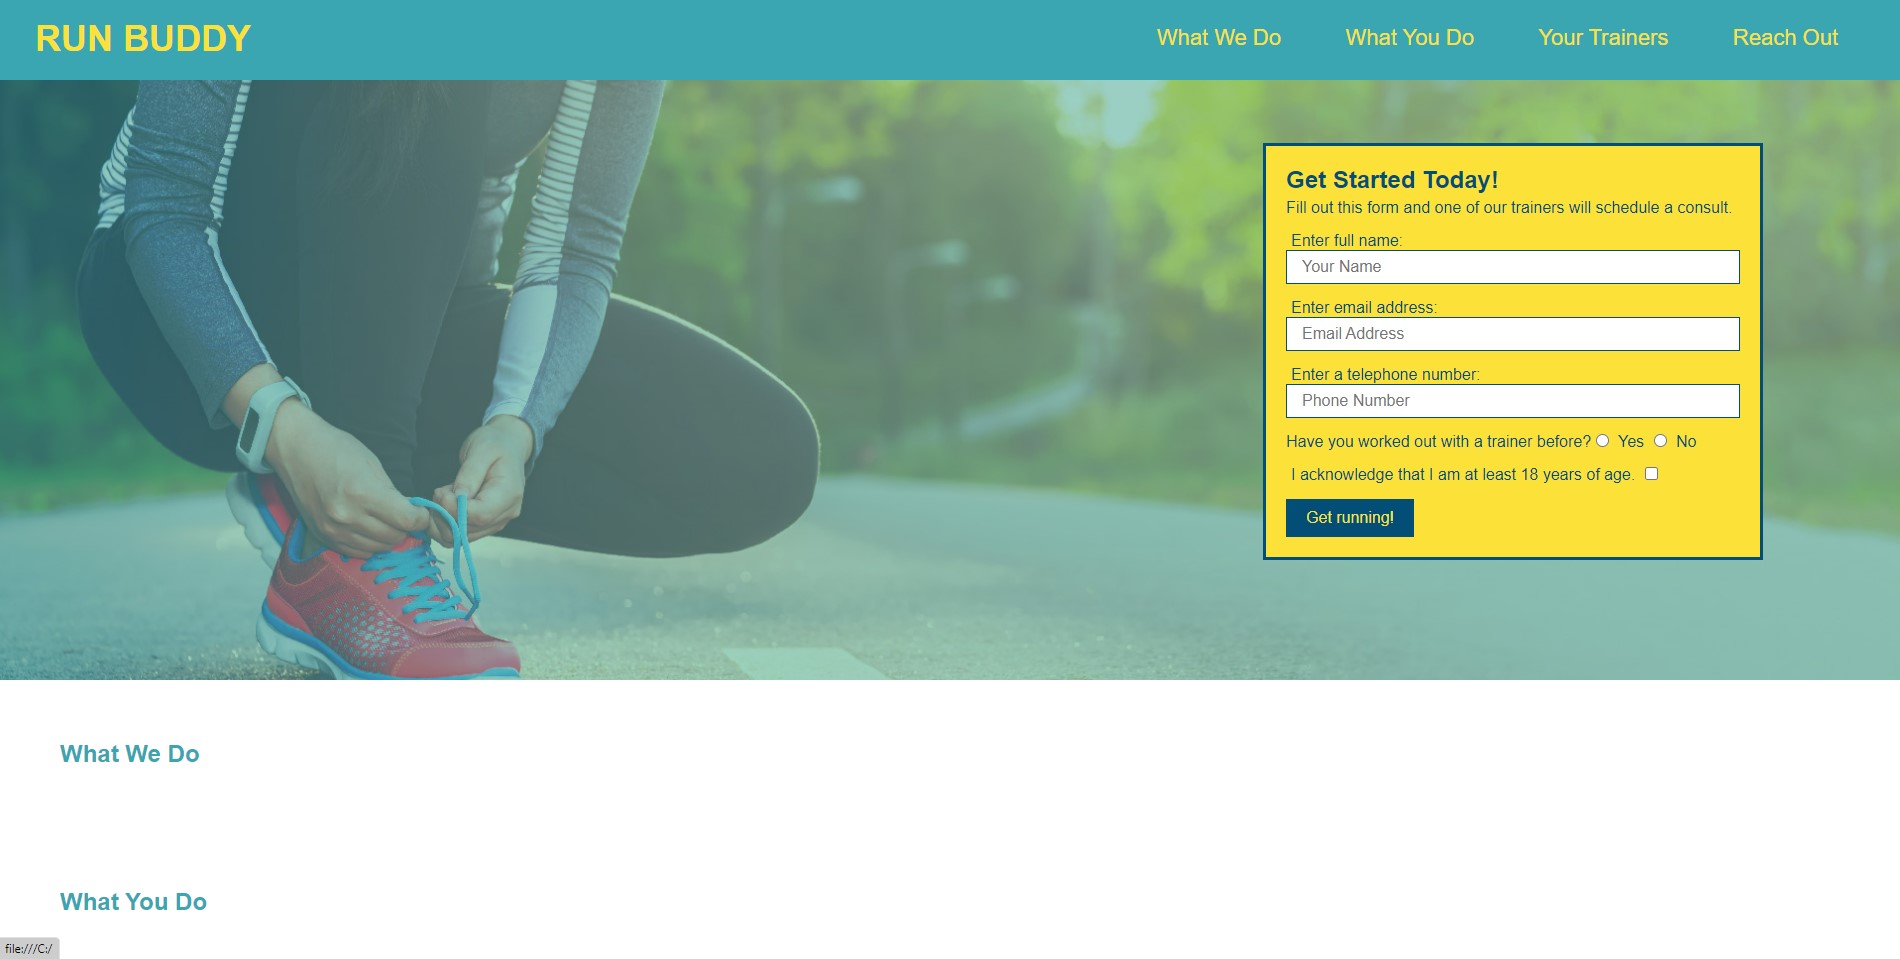 RUN BUDDY
What We Do What You Do Your Trainers Reach Out
Get Started Today!
Fill out this form and one of our trainers will schedule a consult.
Enter full name:
Your Name
Enter email address:
Email Address
Enter a telephone number:
Phone Number
Have you worked out with a trainer before? Yes No
I acknowledge that I am at least 18 years of age.
Get running!
What We Do
What You Do
file:///C:/